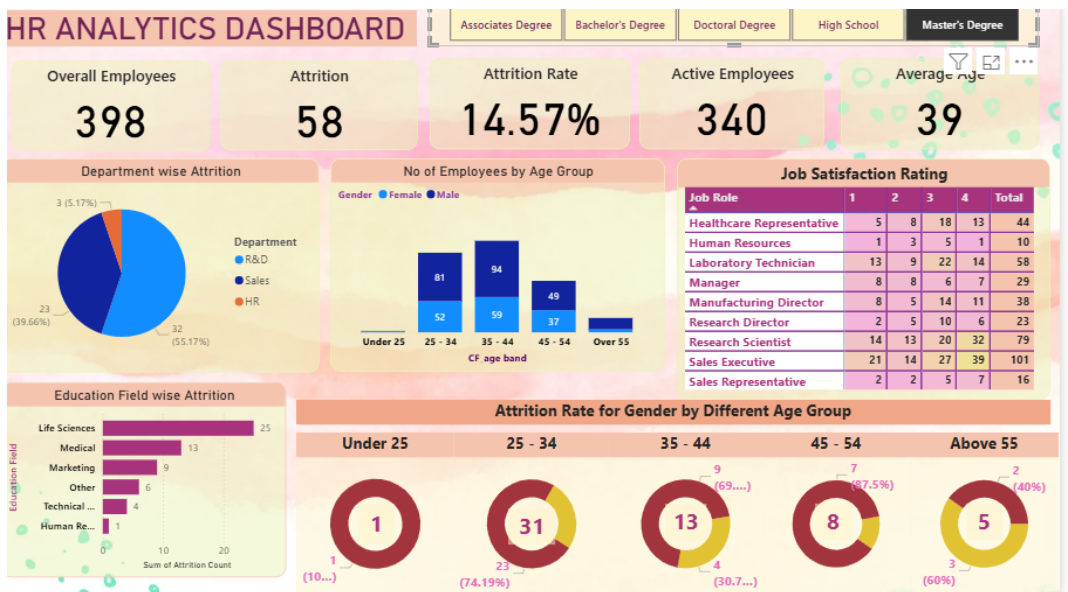 HR ANALYTICS DASHBOARD
Associates Degree
Bachelor's Degree
Doctoral Degree
High School
Master's Degree
Overall Employees
398
Attrition
58
Attrition Rate
14.57%
Active Employees
340
Average Age
39
Department wise Attrition
3 (5.17%)
23
(39.66%)
32
(55.17%)
Department
R&D
Sales
HR
No of Employees by Age Group
Gender Female Male
81
52
94
59
49
37
Under 25 25 - 34 35 - 44 45 - 54 Over 55
CF age band
Job Satisfaction Rating
Job Role 1 2 3 4 Total
Healthcare Representative 5 8 18 13 44
Human Resources 1 3 5 1 10
Laboratory Technician 13 9 22 14 58
Manager 8 8 6 7 29
Manufacturing Director 8 5 14 11 38
Research Director 2 5 10 6 23
Research Scientist 14 13 20 32 79
Sales Executive 21 14 27 39 101
Sales Representative 2 2 5 7 16
Education Field wise Attrition
Education Field
Life Sciences 25
Medical 13
Marketing 9
Other 6
Technical ... 4
Human Re... 1
0 10 20
Sum of Attrition Count
Attrition Rate for Gender by Different Age Group
Under 25
1
1
(10...)
25 - 34
31
23
(74.19%)
35 - 44
9
(69....)
13
4
(30.7...)
45 - 54
7
(87.5%)
8
Above 55
2
(40%)
5
3
(60%)